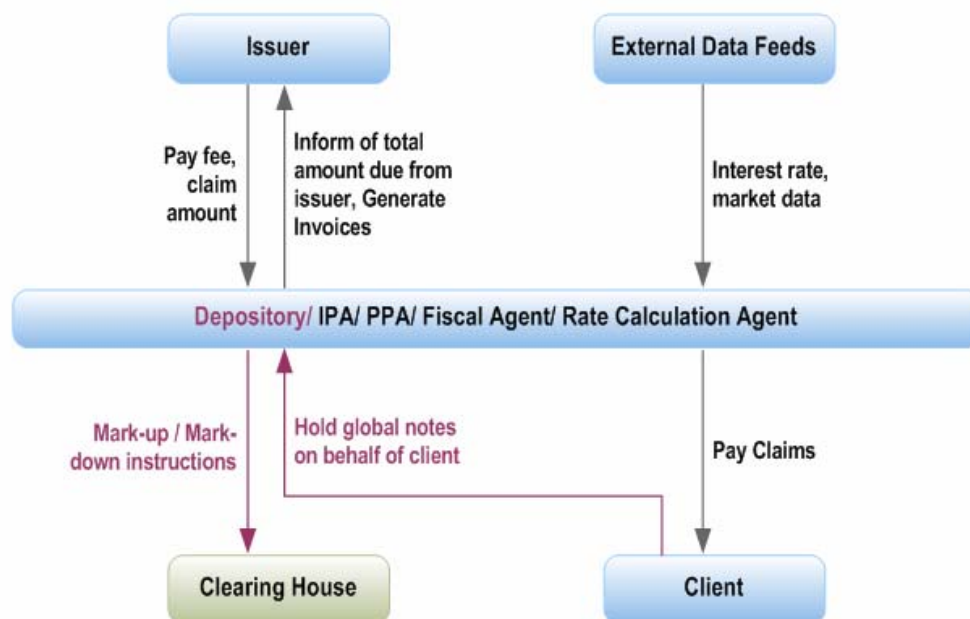 Issuer
External Data Feeds
Pay fee,
claim
amount
Inform of total
amount due from
issuer, Generate
Invoices
Interest rate,
market data
Depository/ IPA/ PPA/ Fiscal Agent/ Rate Calculation Agent
Mark-up / Mark-
down instructions
Hold global notes
on behalf of client
Pay Claims
Clearing House
Client